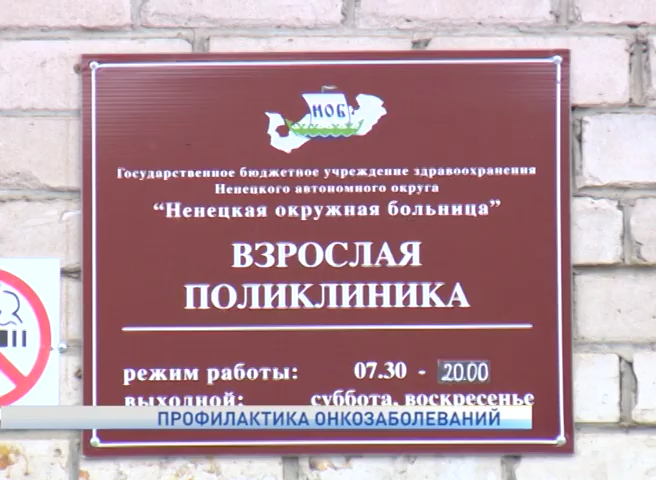 НОБ
Государственное бюджетное учреждение здравоохранения
Ненецкого автономного округа
“Ненецкая окружная больница”
ВЗРОСЛАЯ
ПОЛИКЛИНИКА
режим работы: 07.30 - 20.00
выходной: суббота, воскресенье
ПРОФИЛАКТИКА ОНКОЗАБОЛЕВАНИЙ